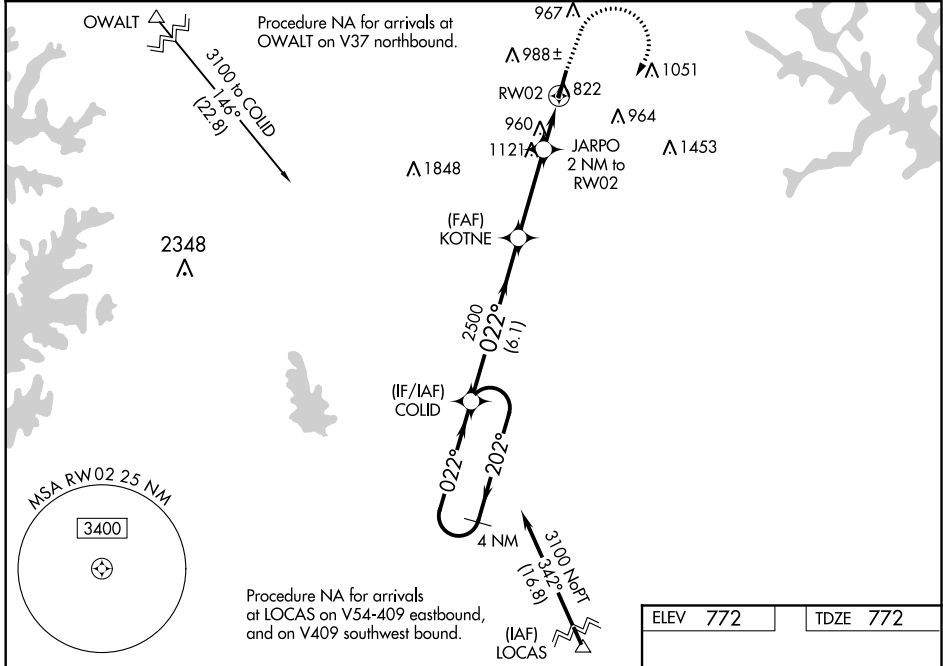 OWALT
Procedure NA for arrivals at
OWALT on V37 northbound.
3100 to COLID
146°
(22.8)
967
988±
1051
RW02
822
964
960
1121
JARPO
2 NM to
RW02
1453
1848
(FAF)
KOTNE
2348
2500
022°
(6.1)
(IF/IAF)
COLID
022°
202°
4 NM
MSA RW02 25 NM
3400
3100 NoPT
342°
(16.8)
Procedure NA for arrivals
at LOCAS on V54-409 eastbound,
and on V409 southwest bound.
(IAF)
LOCAS
ELEV 772
TDZE 772